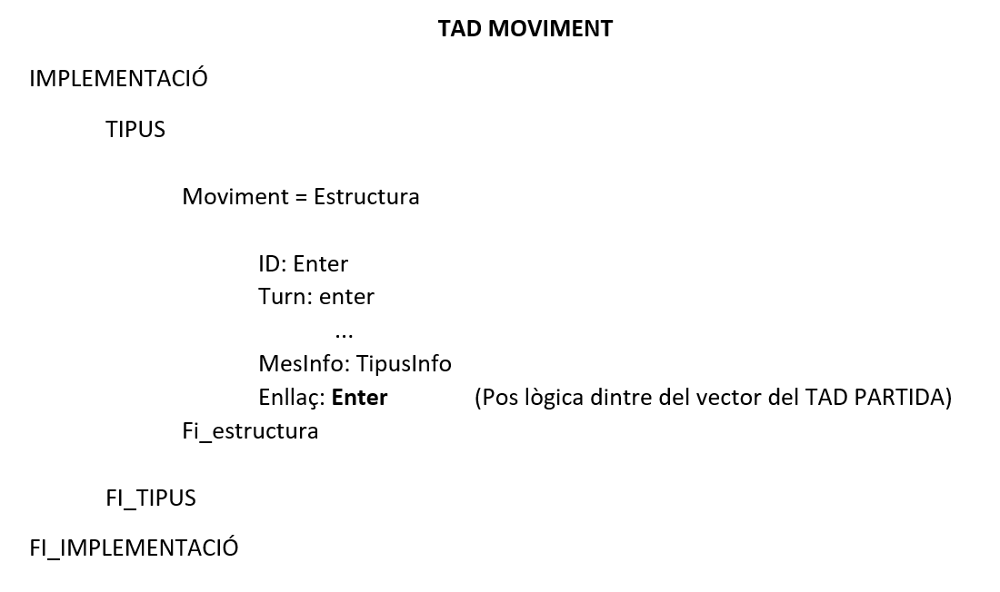 TAD MOVIMENT
IMPLEMENTACIÓ
TIPUS
Moviment = Estructura
ID: Enter
Turn: enter
...
MesInfo: TipusInfo
Enllaç: Enter (Pos lògica dintre del vector del TAD PARTIDA)
Fi_estructura
FI_TIPUS
FI_IMPLEMENTACIÓ